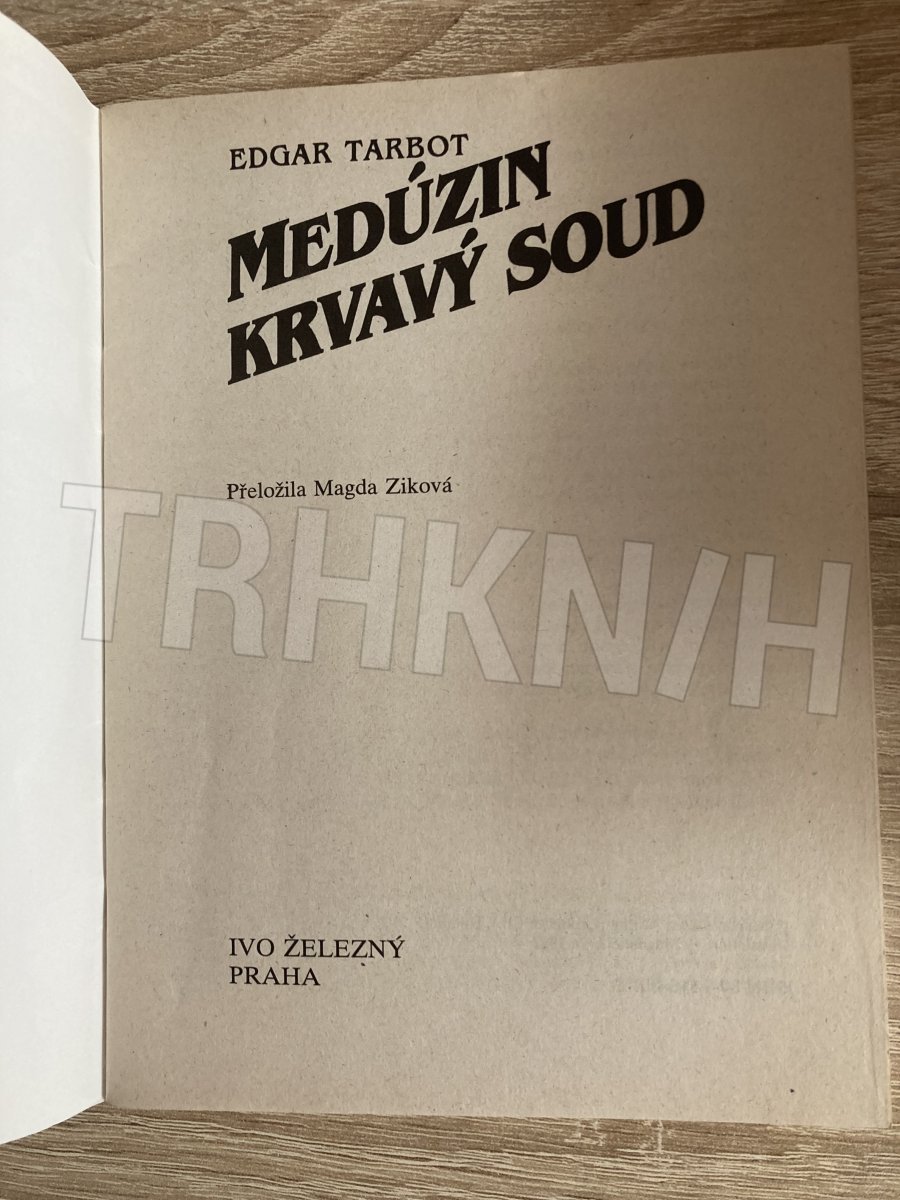 EDGAR TARBOT
MEDÚZIN
KRVAVÝ SOUD
Přeložila Magda Ziková
TRHKNIH
IVO ŽELEZNÝ
PRAHA